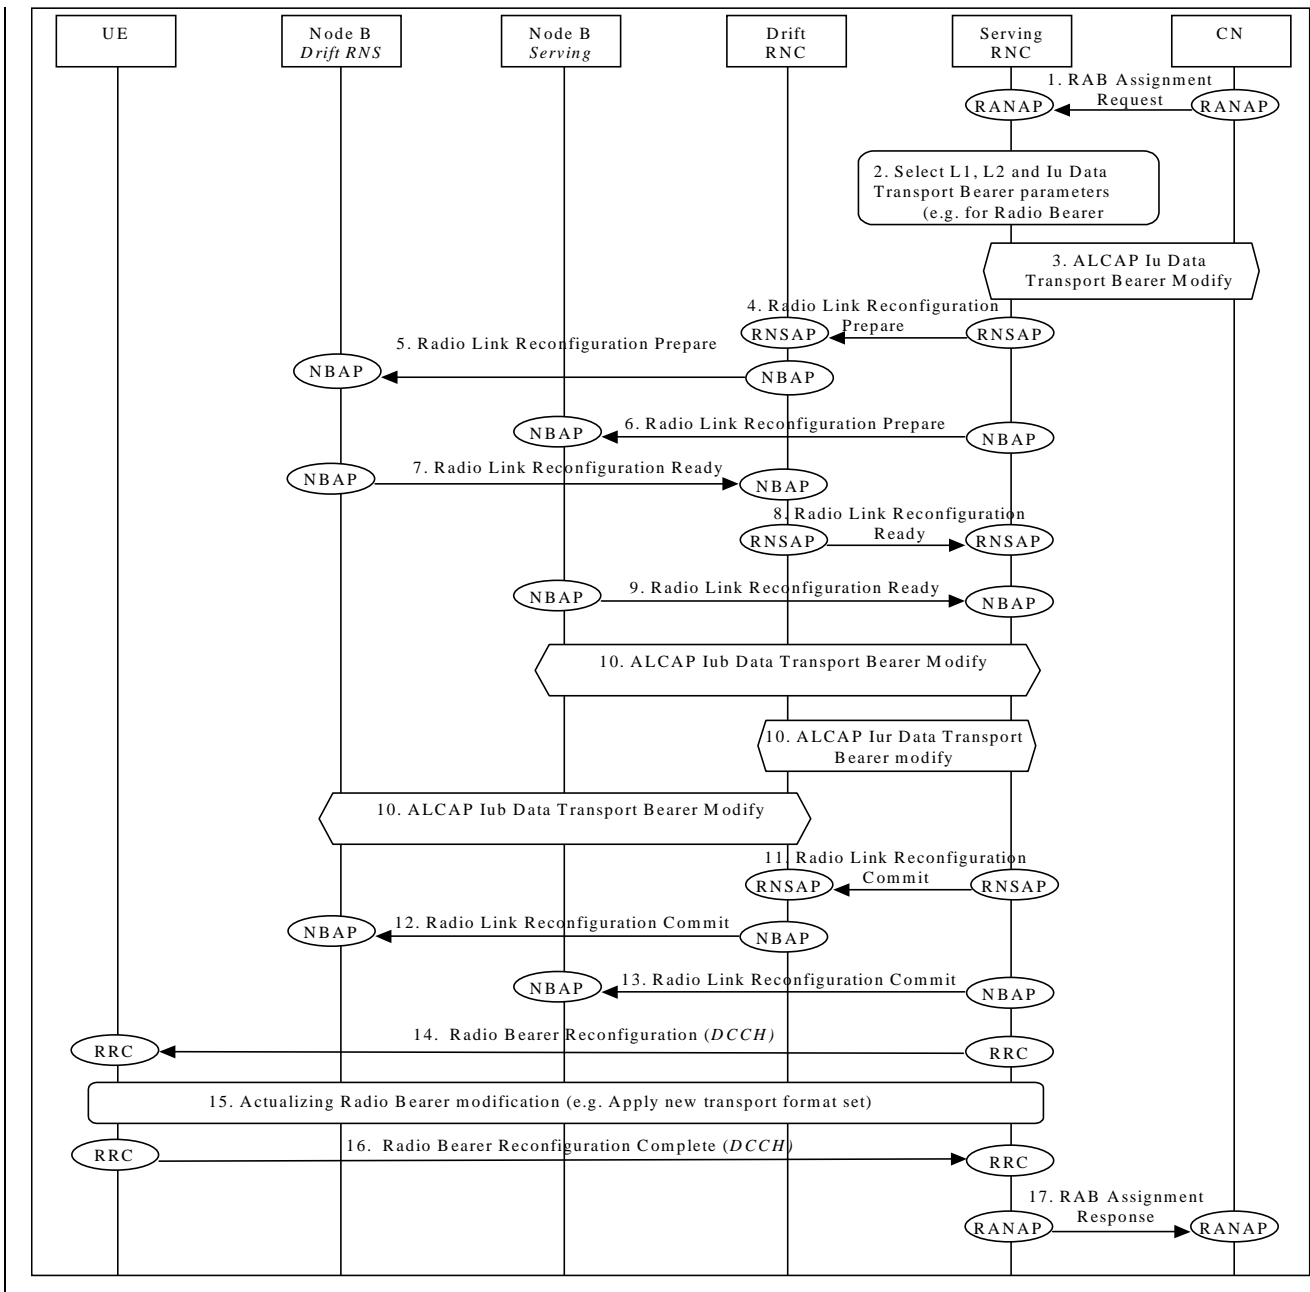 UE
Node B
Drift RNS
Node B
Serving
Drift
RNC
Serving
RNC
CN
1. RAB Assignment
Request
RANAP
RANAP
2. Select L1, L2 and Iu Data
Transport Bearer parameters
(e.g. for Radio Bearer
3. ALCAP Iu Data
Transport Bearer Modify
4. Radio Link Reconfiguration
Prepare
RNSAP
RNSAP
5. Radio Link Reconfiguration Prepare
NBAP
NBAP
6. Radio Link Reconfiguration Prepare
NBAP
NBAP
7. Radio Link Reconfiguration Ready
NBAP
NBAP
8. Radio Link Reconfiguration
Ready
RNSAP
RNSAP
9. Radio Link Reconfiguration Ready
NBAP
NBAP
10. ALCAP Iub Data Transport Bearer Modify
10. ALCAP Iur Data Transport
Bearer modify
10. ALCAP Iub Data Transport Bearer Modify
11. Radio Link Reconfiguration
Commit
RNSAP
RNSAP
12. Radio Link Reconfiguration Commit
NBAP
NBAP
13. Radio Link Reconfiguration Commit
NBAP
NBAP
14. Radio Bearer Reconfiguration (DCCH)
RRC
RRC
15. Actualizing Radio Bearer modification (e.g. Apply new transport format set)
16. Radio Bearer Reconfiguration Complete (DCCH)
RRC
RRC
17. RAB Assignment
Response
RANAP
RANAP